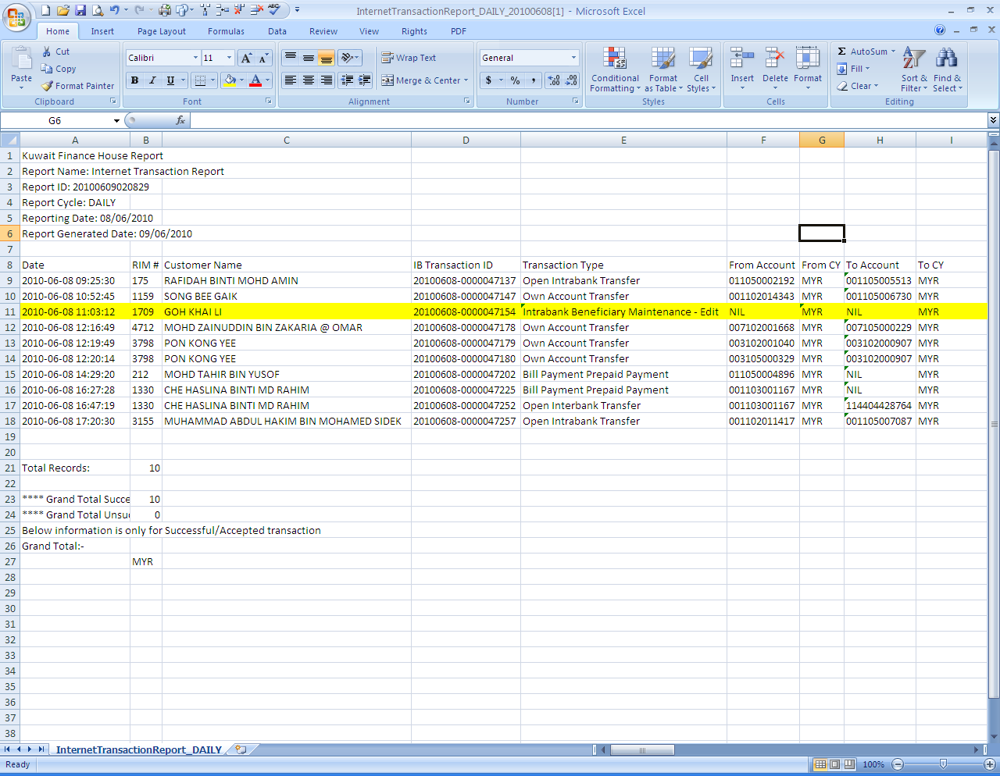 InternetTransactionReport_DAILY_20100608[1] - Microsoft Excel
Home Insert Page Layout Formulas Data Review View Rights PDF
Paste
Cut
Copy
Format Painter
Clipboard
Calibri 11
B I U A
Font
Wrap Text
Merge & Center
Alignment
General
$ % , .00 .0
Number
Conditional Formatting
Format as Table
Cell Styles
Styles
Insert Delete Format
Cells
Σ AutoSum
Fill
Clear
Sort & Filter
Find & Select
Editing
G6 fx
A B C D E F G H I
1 Kuwait Finance House Report
2 Report Name: Internet Transaction Report
3 Report ID: 20100609020829
4 Report Cycle: DAILY
5 Reporting Date: 08/06/2010
6 Report Generated Date: 09/06/2010
7
8 Date RIM # Customer Name IB Transaction ID Transaction Type From Account From CY To Account To CY
9 2010-06-08 09:25:30 175 RAFIDAH BINTI MOHD AMIN 20100608-0000047137 Open Intrabank Transfer 011050002192 MYR 001105005513 MYR
10 2010-06-08 10:52:45 1159 SONG BEE GAIK 20100608-0000047147 Own Account Transfer 001102014343 MYR 001105006730 MYR
11 2010-06-08 11:03:12 1709 GOH KHAI LI 20100608-0000047154 Intrabank Beneficiary Maintenance - Edit NIL MYR NIL MYR
12 2010-06-08 12:16:49 4712 MOHD ZAINUDDIN BIN ZAKARIA @ OMAR 20100608-0000047178 Own Account Transfer 007102001668 MYR 007105000229 MYR
13 2010-06-08 12:19:49 3798 PON KONG YEE 20100608-0000047179 Own Account Transfer 003102001040 MYR 003102000907 MYR
14 2010-06-08 12:20:14 3798 PON KONG YEE 20100608-0000047180 Own Account Transfer 003105000329 MYR 003102000907 MYR
15 2010-06-08 14:29:20 212 MOHD TAHIR BIN YUSOF 20100608-0000047202 Bill Payment Prepaid Payment 011050004896 MYR NIL MYR
16 2010-06-08 16:27:28 1330 CHE HASLINA BINTI MD RAHIM 20100608-0000047225 Bill Payment Prepaid Payment 001103001167 MYR NIL MYR
17 2010-06-08 16:47:19 1330 CHE HASLINA BINTI MD RAHIM 20100608-0000047252 Open Interbank Transfer 001103001167 MYR 114404428764 MYR
18 2010-06-08 17:20:30 3155 MUHAMMAD ABDUL HAKIM BIN MOHAMED SIDEK 20100608-0000047257 Open Intrabank Transfer 001102011417 MYR 001105007087 MYR
19
20
21 Total Records: 10
22
23 **** Grand Total Succe 10
24 **** Grand Total Unsu 0
25 Below information is only for Successful/Accepted transaction
26 Grand Total:-
27 MYR
28
29
30
31
32
33
34
35
36
37
38
InternetTransactionReport_DAILY
Ready 100%